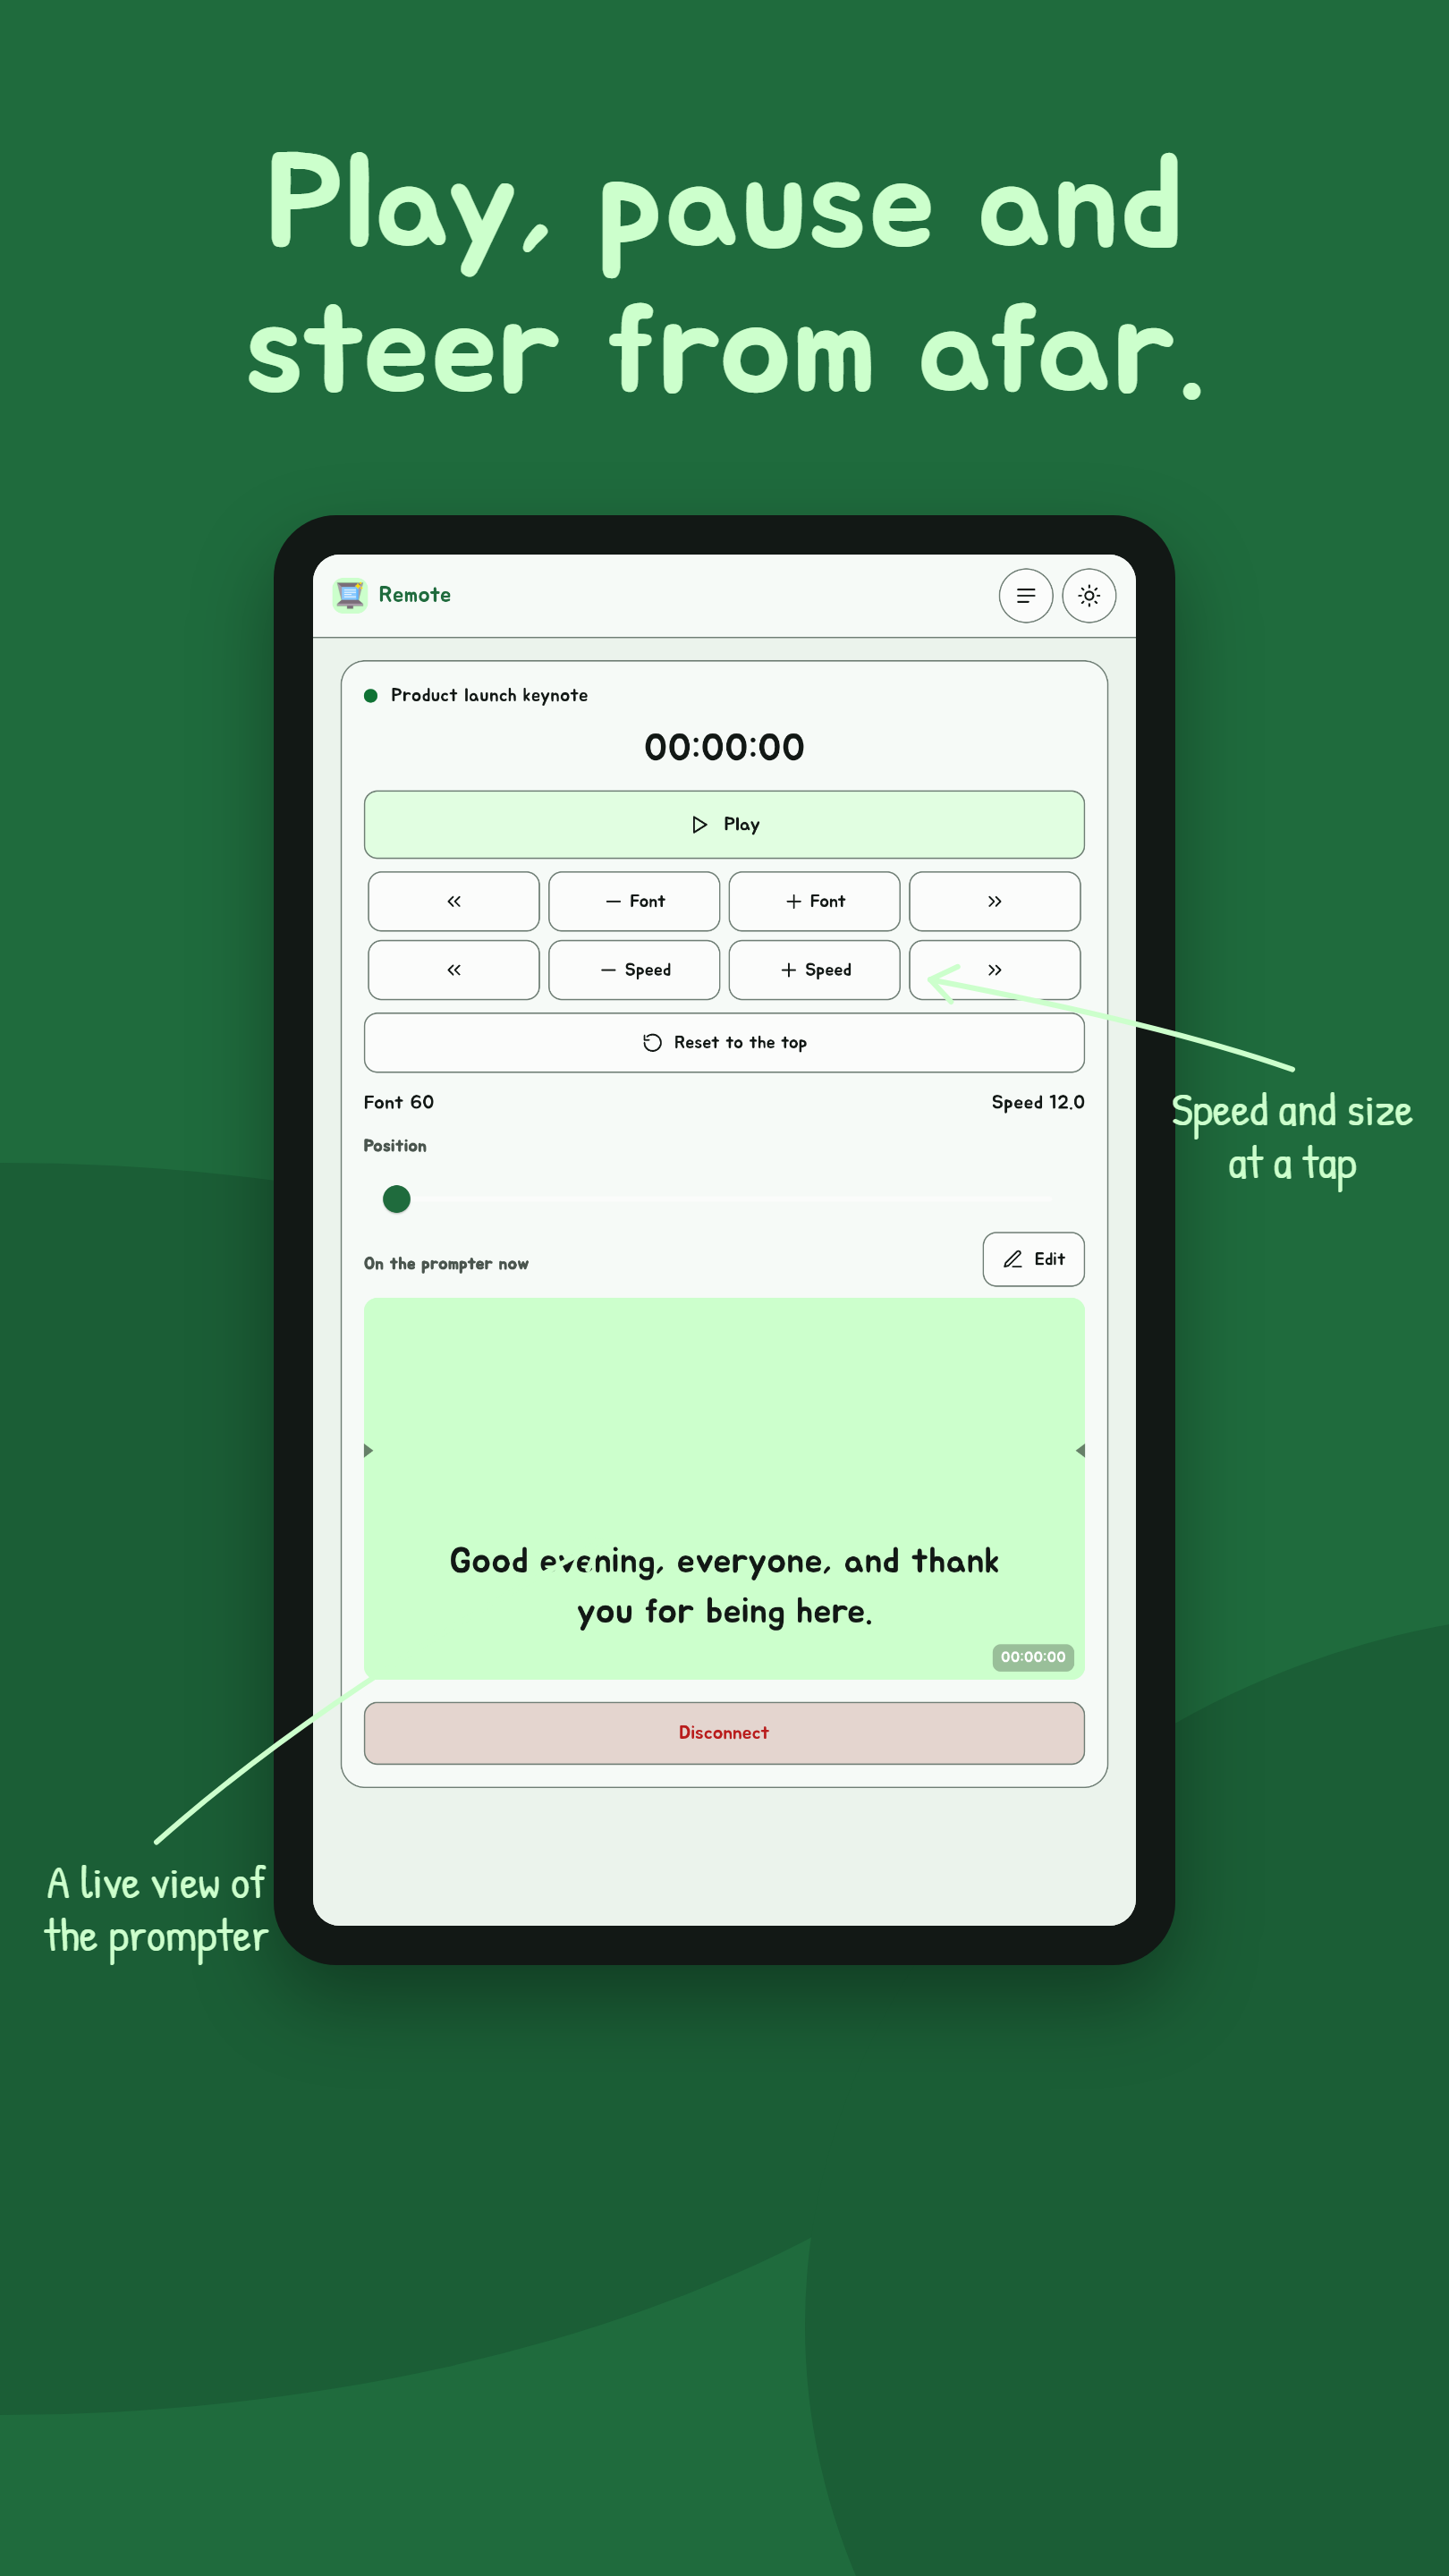 Play, pause and
steer from afar.
Remote
Product launch keynote
00:00:00
Play
Font
Font
Speed
Speed
Reset to the top
Font 60
Speed 12.0
Speed and size
at a tap
Position
On the prompter now
Edit
Good evening, everyone, and thank
you for being here.
00:00:00
Disconnect
A live view of
the prompter